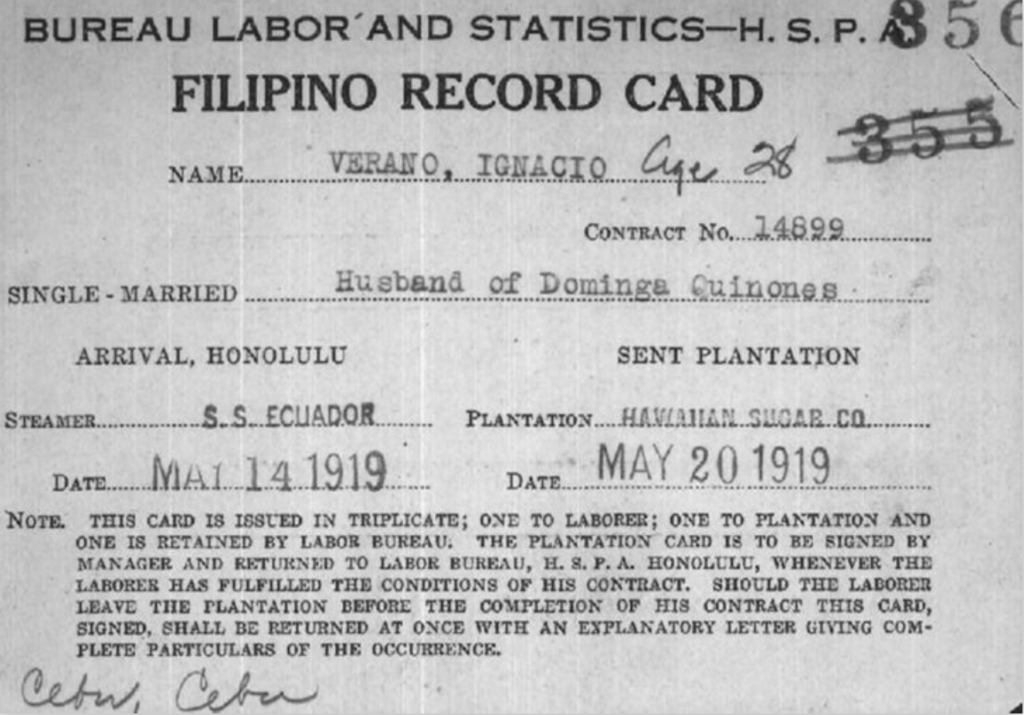 BUREAU LABOR AND STATISTICS—H. S. P. A. 356
FILIPINO RECORD CARD
355
NAME VERANO, IGNACIO Age 28
CONTRACT NO. 14899
SINGLE - MARRIED Husband of Dominga Quinones
ARRIVAL, HONOLULU SENT PLANTATION
STEAMER S. S. ECUADOR PLANTATION HAWAIIAN SUGAR CO.
DATE MAY 14 1919 DATE MAY 20 1919
NOTE. THIS CARD IS ISSUED IN TRIPLICATE; ONE TO LABORER; ONE TO PLANTATION AND
ONE IS RETAINED BY LABOR BUREAU. THE PLANTATION CARD IS TO BE SIGNED BY
MANAGER AND RETURNED TO LABOR BUREAU, H. S. P. A. HONOLULU, WHENEVER THE
LABORER HAS FULFILLED THE CONDITIONS OF HIS CONTRACT. SHOULD THE LABORER
LEAVE THE PLANTATION BEFORE THE COMPLETION OF HIS CONTRACT THIS CARD,
SIGNED, SHALL BE RETURNED AT ONCE WITH AN EXPLANATORY LETTER GIVING COM-
PLETE PARTICULARS OF THE OCCURRENCE.
Cebu, Cebu